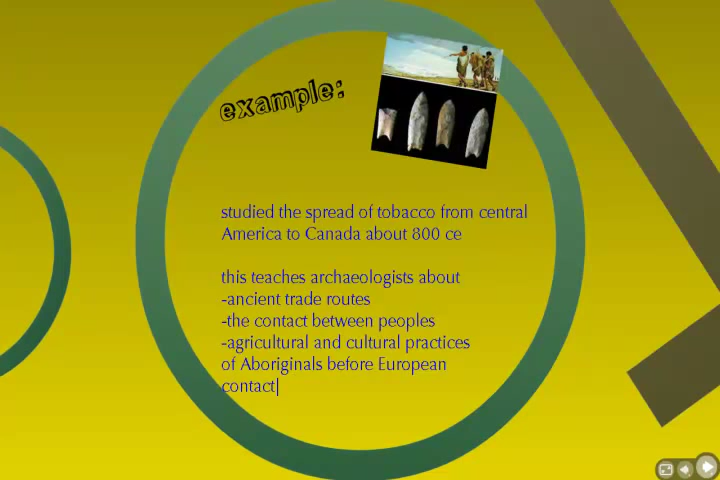 example:
studied the spread of tobacco from central
America to Canada about 800 ce
this teaches archaeologists about
-ancient trade routes
-the contact between peoples
-agricultural and cultural practices
of Aboriginals before European
contact